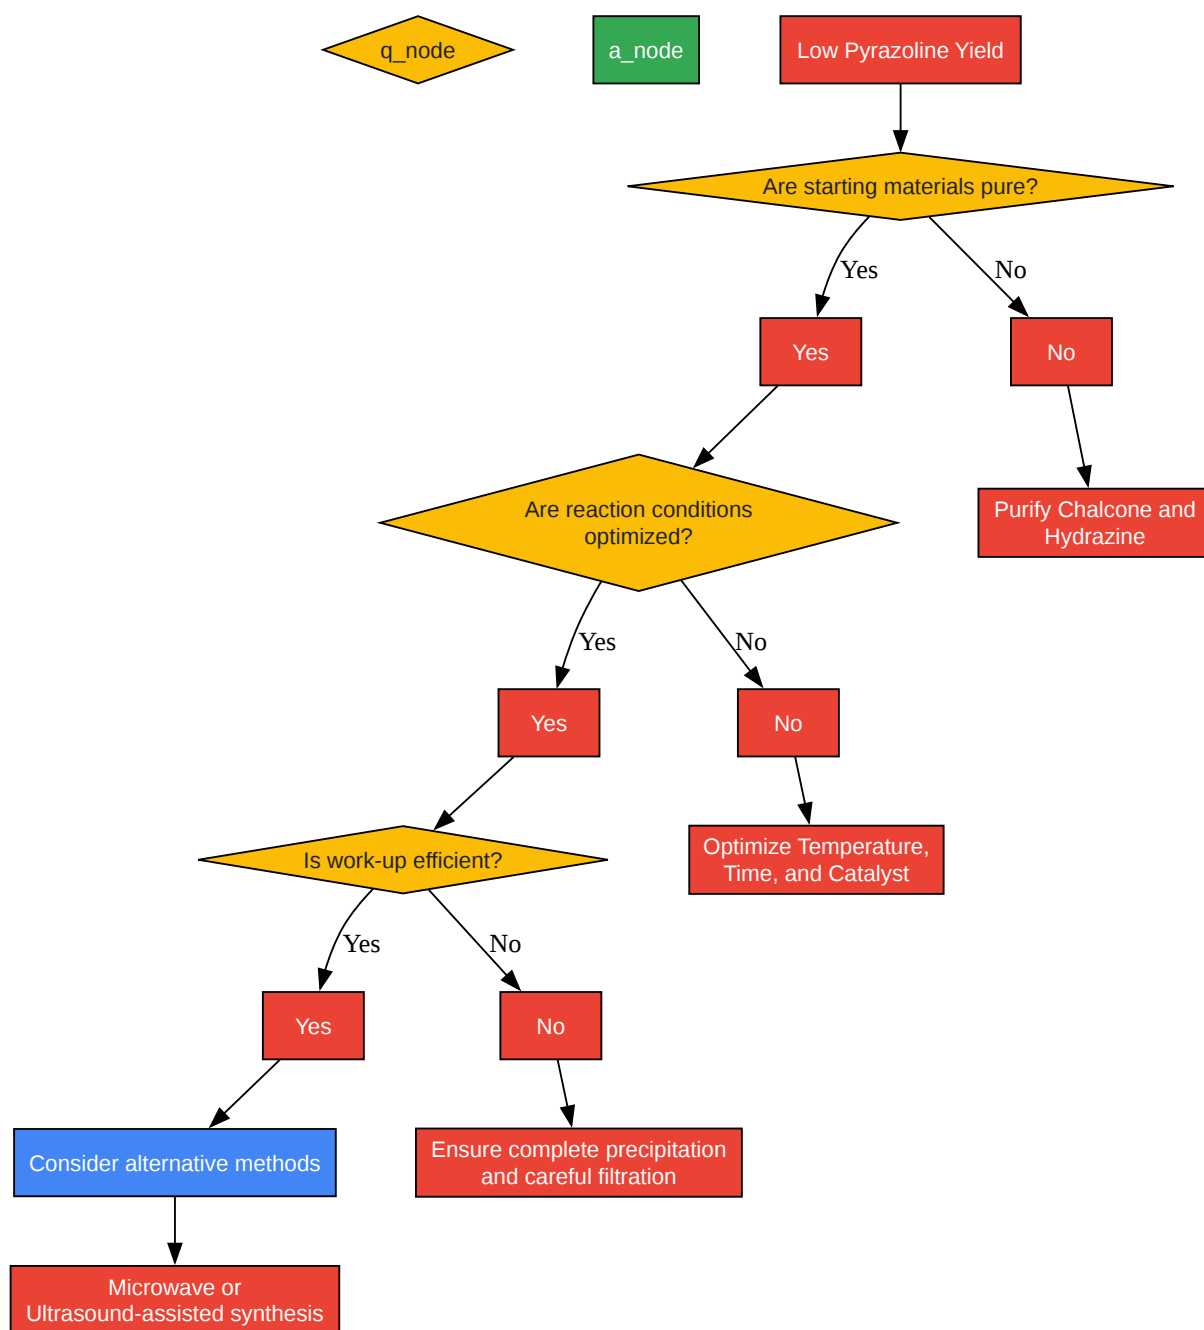 q_node
a_node
Low Pyrazoline Yield
Are starting materials pure?
Yes
No
Yes
No
Are reaction conditions
optimized?
Purify Chalcone and
Hydrazine
Yes
No
Yes
No
Is work-up efficient?
Optimize Temperature,
Time, and Catalyst
Yes
No
Yes
No
Consider alternative methods
Ensure complete precipitation
and careful filtration
Microwave or
Ultrasound-assisted synthesis